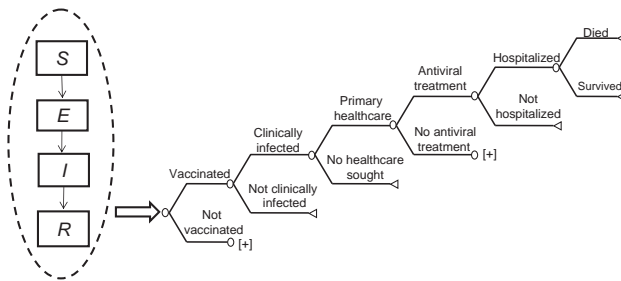 S
E
I
R
Vaccinated
Not
vaccinated
[+]
Clinically
infected
Not clinically
infected
Primary
healthcare
No healthcare
sought
Antiviral
treatment
No antiviral
treatment
[+]
Hospitalized
Not
hospitalized
Died
Survived